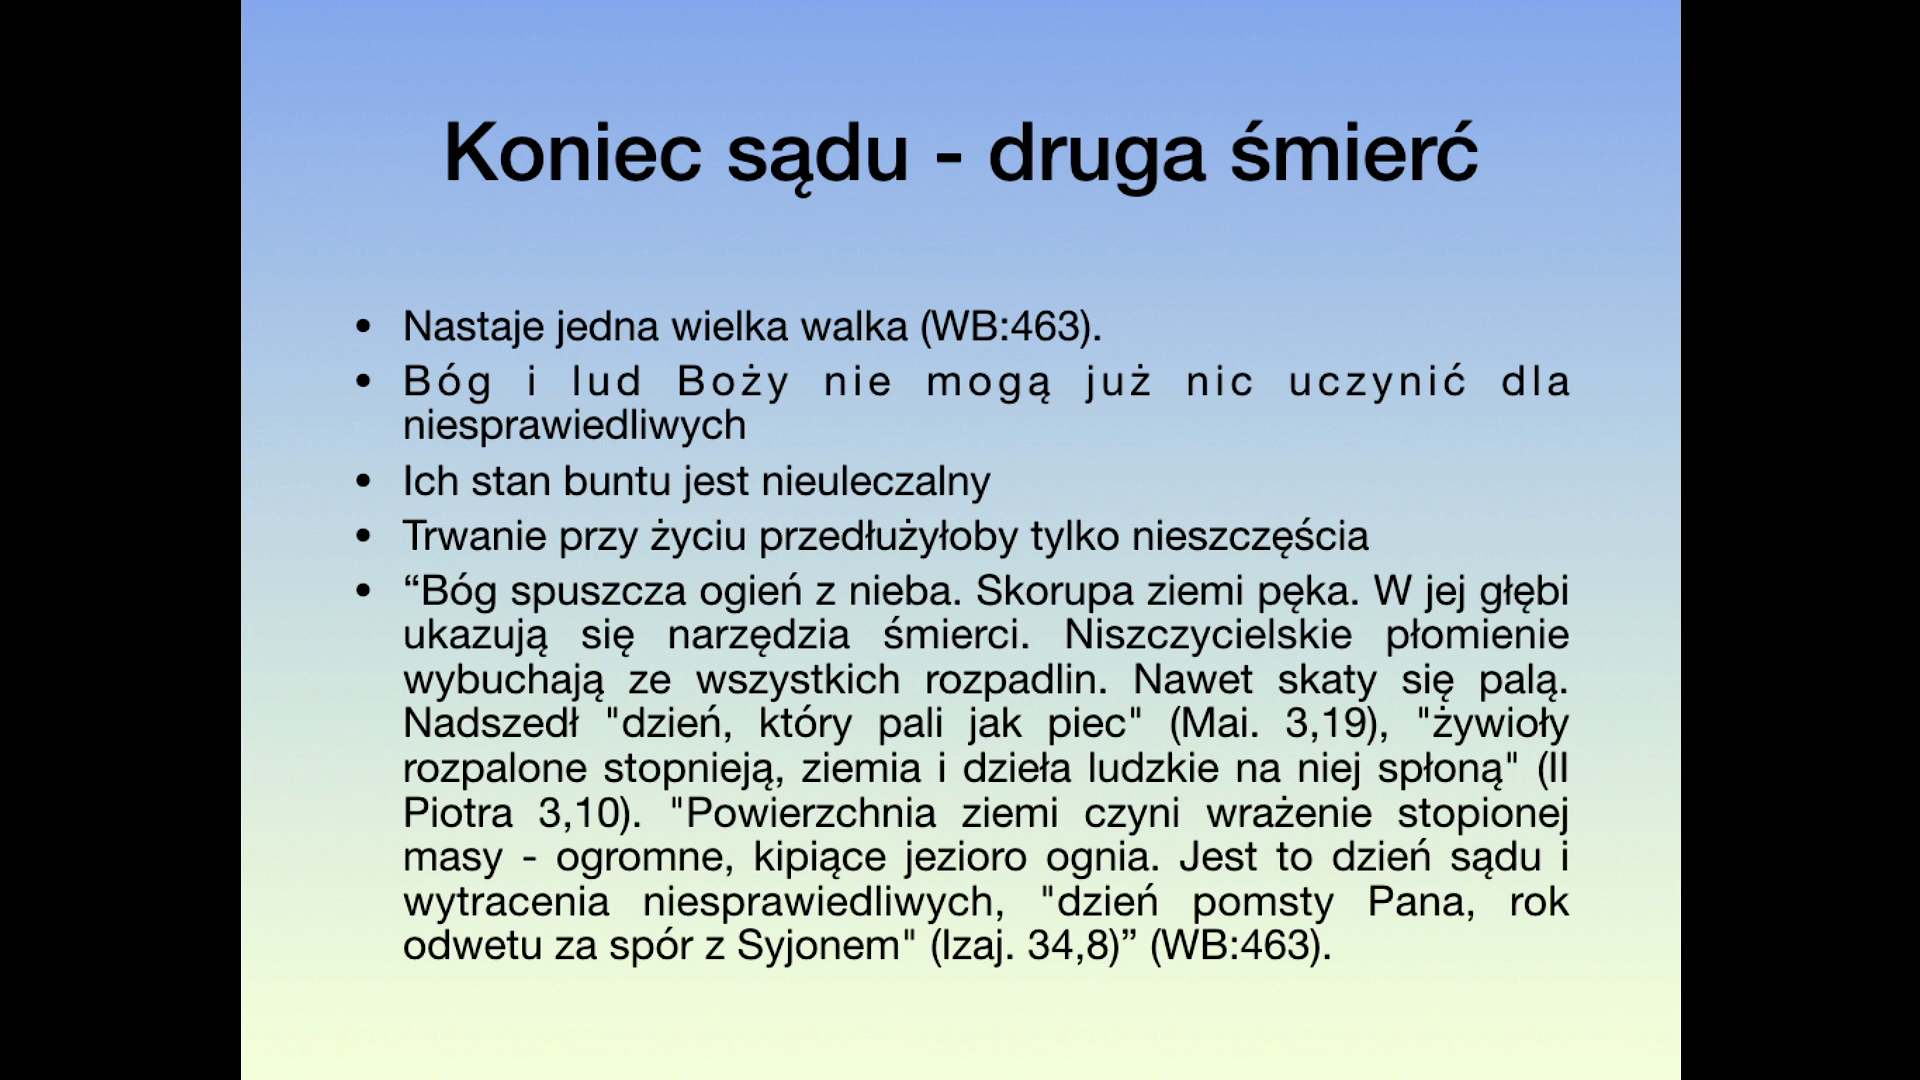 Koniec sądu - druga śmierć
• Nastaje jedna wielka walka (WB:463).
• Bóg i lud Boży nie mogą już nic uczynić dla
niesprawiedliwych
• Ich stan buntu jest nieuleczalny
• Trwanie przy życiu przedłużyłoby tylko nieszczęścia
• “Bóg spuszcza ogień z nieba. Skorupa ziemi pęka. W jej głębi
ukazują się narzędzia śmierci. Niszczycielskie płomienie
wybuchają ze wszystkich rozpadlin. Nawet skaty się palą.
Nadszedł "dzień, który pali jak piec" (Mai. 3,19), "żywioły
rozpalone stopnieją, ziemia i dzieła ludzkie na niej spłoną" (II
Piotra 3,10). "Powierzchnia ziemi czyni wrażenie stopionej
masy - ogromne, kipiące jezioro ognia. Jest to dzień sądu i
wytracenia niesprawiedliwych, "dzień pomsty Pana, rok
odwetu za spór z Syjonem" (Izaj. 34,8)” (WB:463).